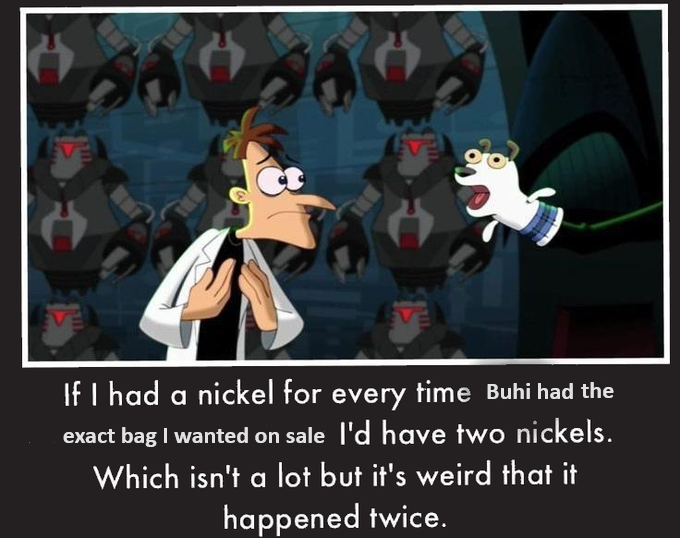 If I had a nickel for every time Buhi had the
exact bag I wanted on sale I'd have two nickels.
Which isn't a lot but it's weird that it
happened twice.